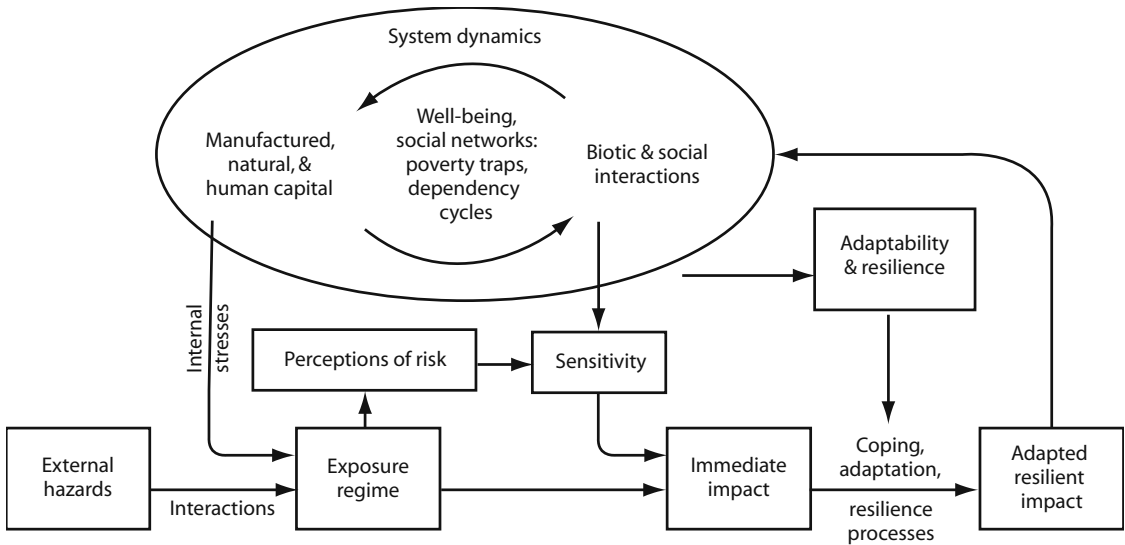 System dynamics
Manufactured,
natural, &
human capital
Well-being,
social networks:
poverty traps,
dependency
cycles
Biotic & social
interactions
Adaptability
& resilience
Internal
stresses
Perceptions of risk
Sensitivity
External
hazards
Interactions
Exposure
regime
Immediate
impact
Coping,
adaptation,
resilience
processes
Adapted
resilient
impact